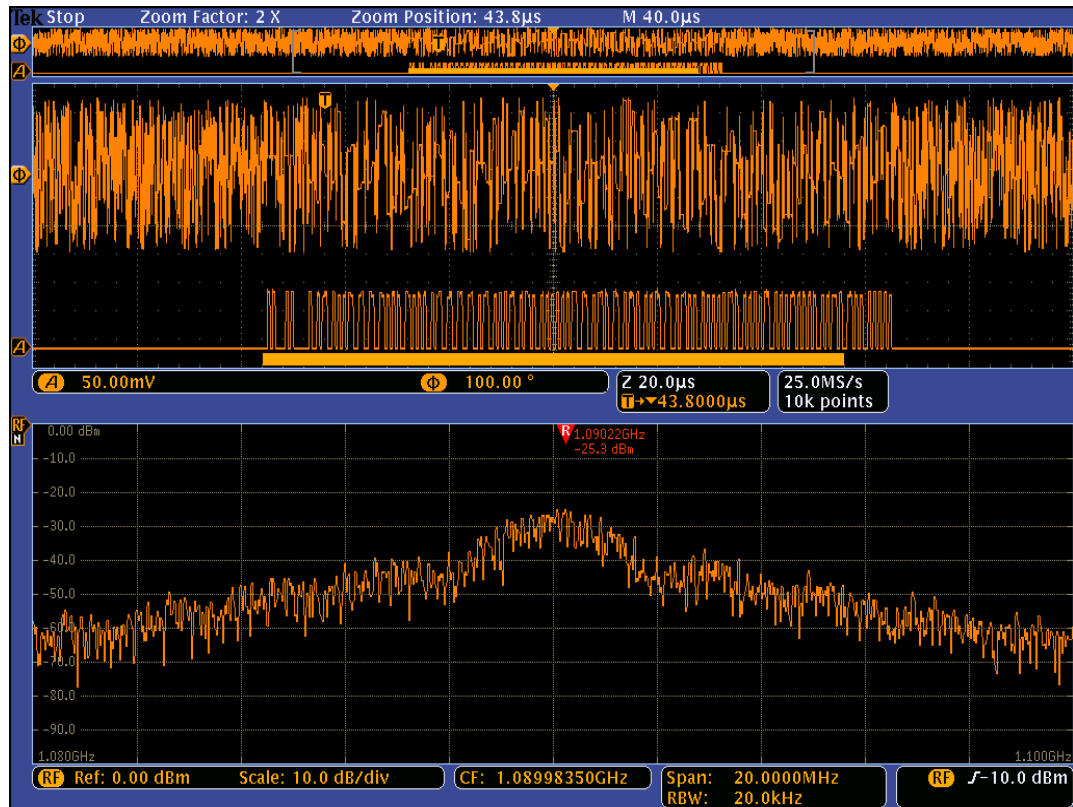 Tek Stop Zoom Factor: 2 X Zoom Position: 43.8µs M 40.0µs
Φ
T
A
T
Φ
A
A 50.00mV Φ 100.00 ° Z 20.0µs 25.0MS/s
T→▼43.8000µs 10k points
RF
N
0.00 dBm R 1.09022GHz
-25.3 dBm
-10.0
-20.0
-30.0
-40.0
-50.0
-60.0
-70.0
-80.0
-90.0
1.080GHz 1.100GHz
RF Ref: 0.00 dBm Scale: 10.0 dB/div CF: 1.08998350GHz Span: 20.0000MHz RF -10.0 dBm
RBW: 20.0kHz